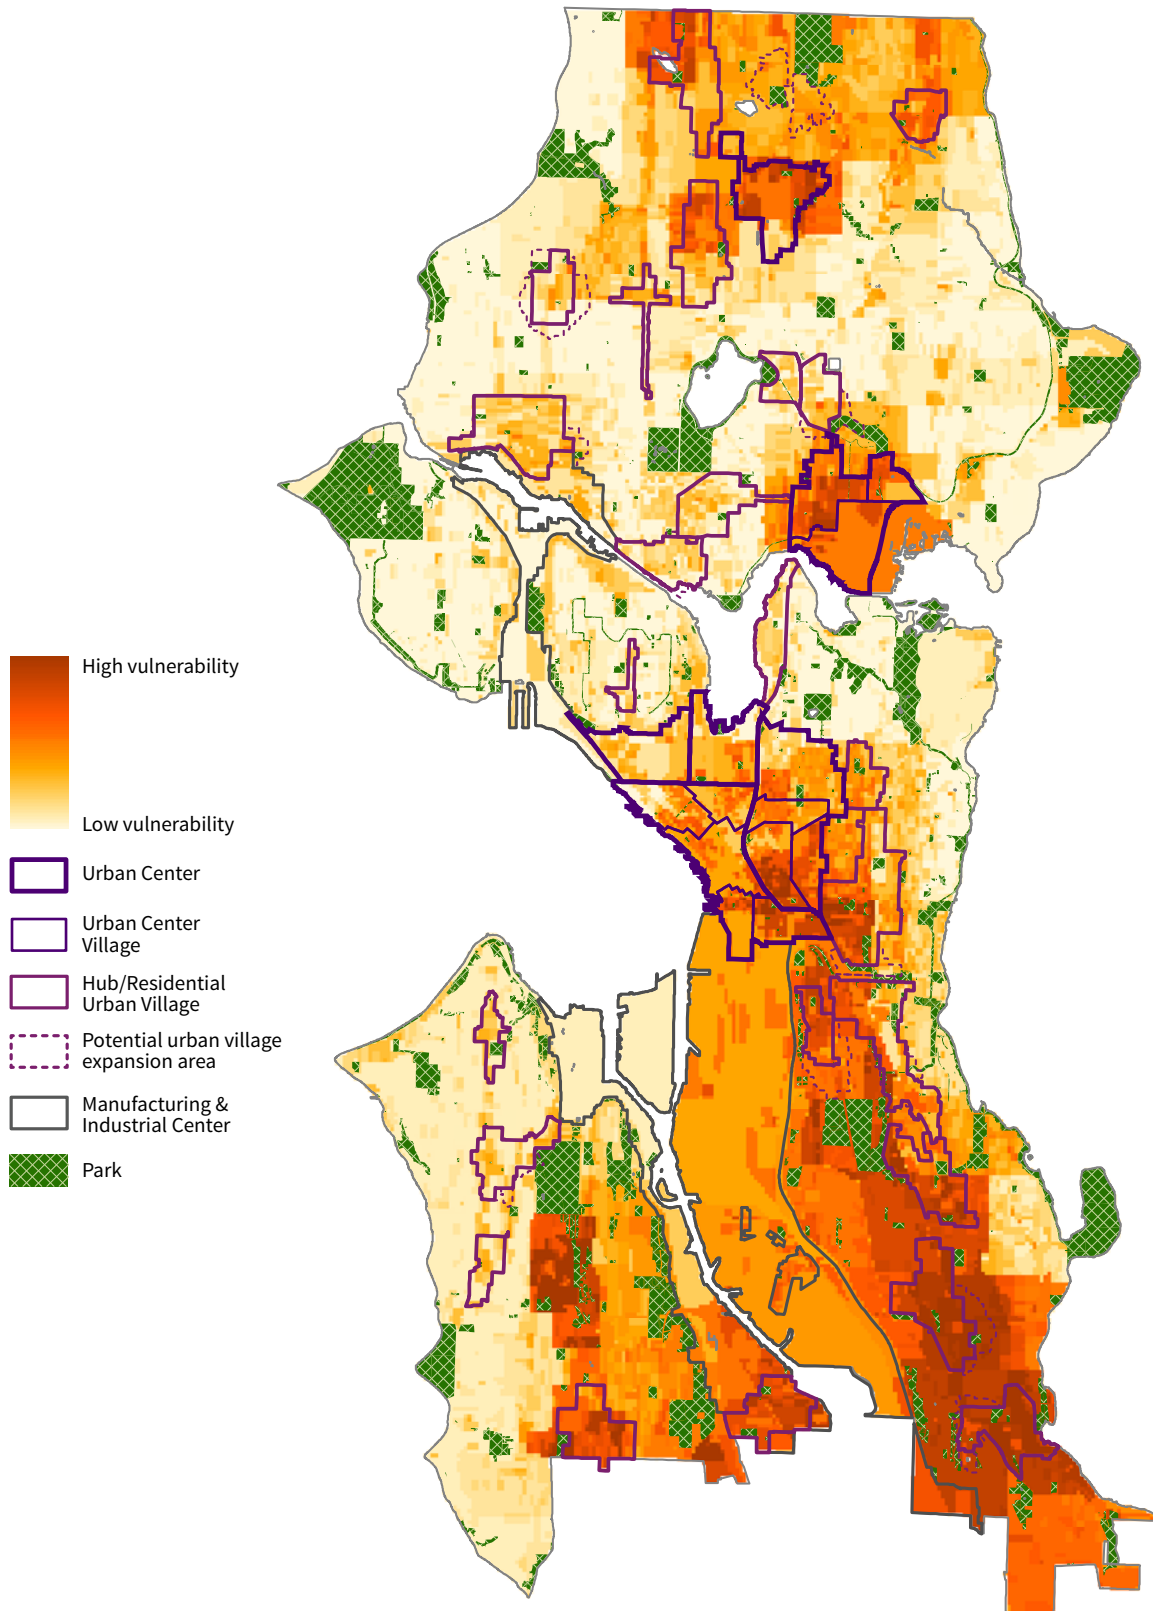 High vulnerability
Low vulnerability
Urban Center
Urban Center
Village
Hub/Residential
Urban Village
Potential urban village
expansion area
Manufacturing &
Industrial Center
Park